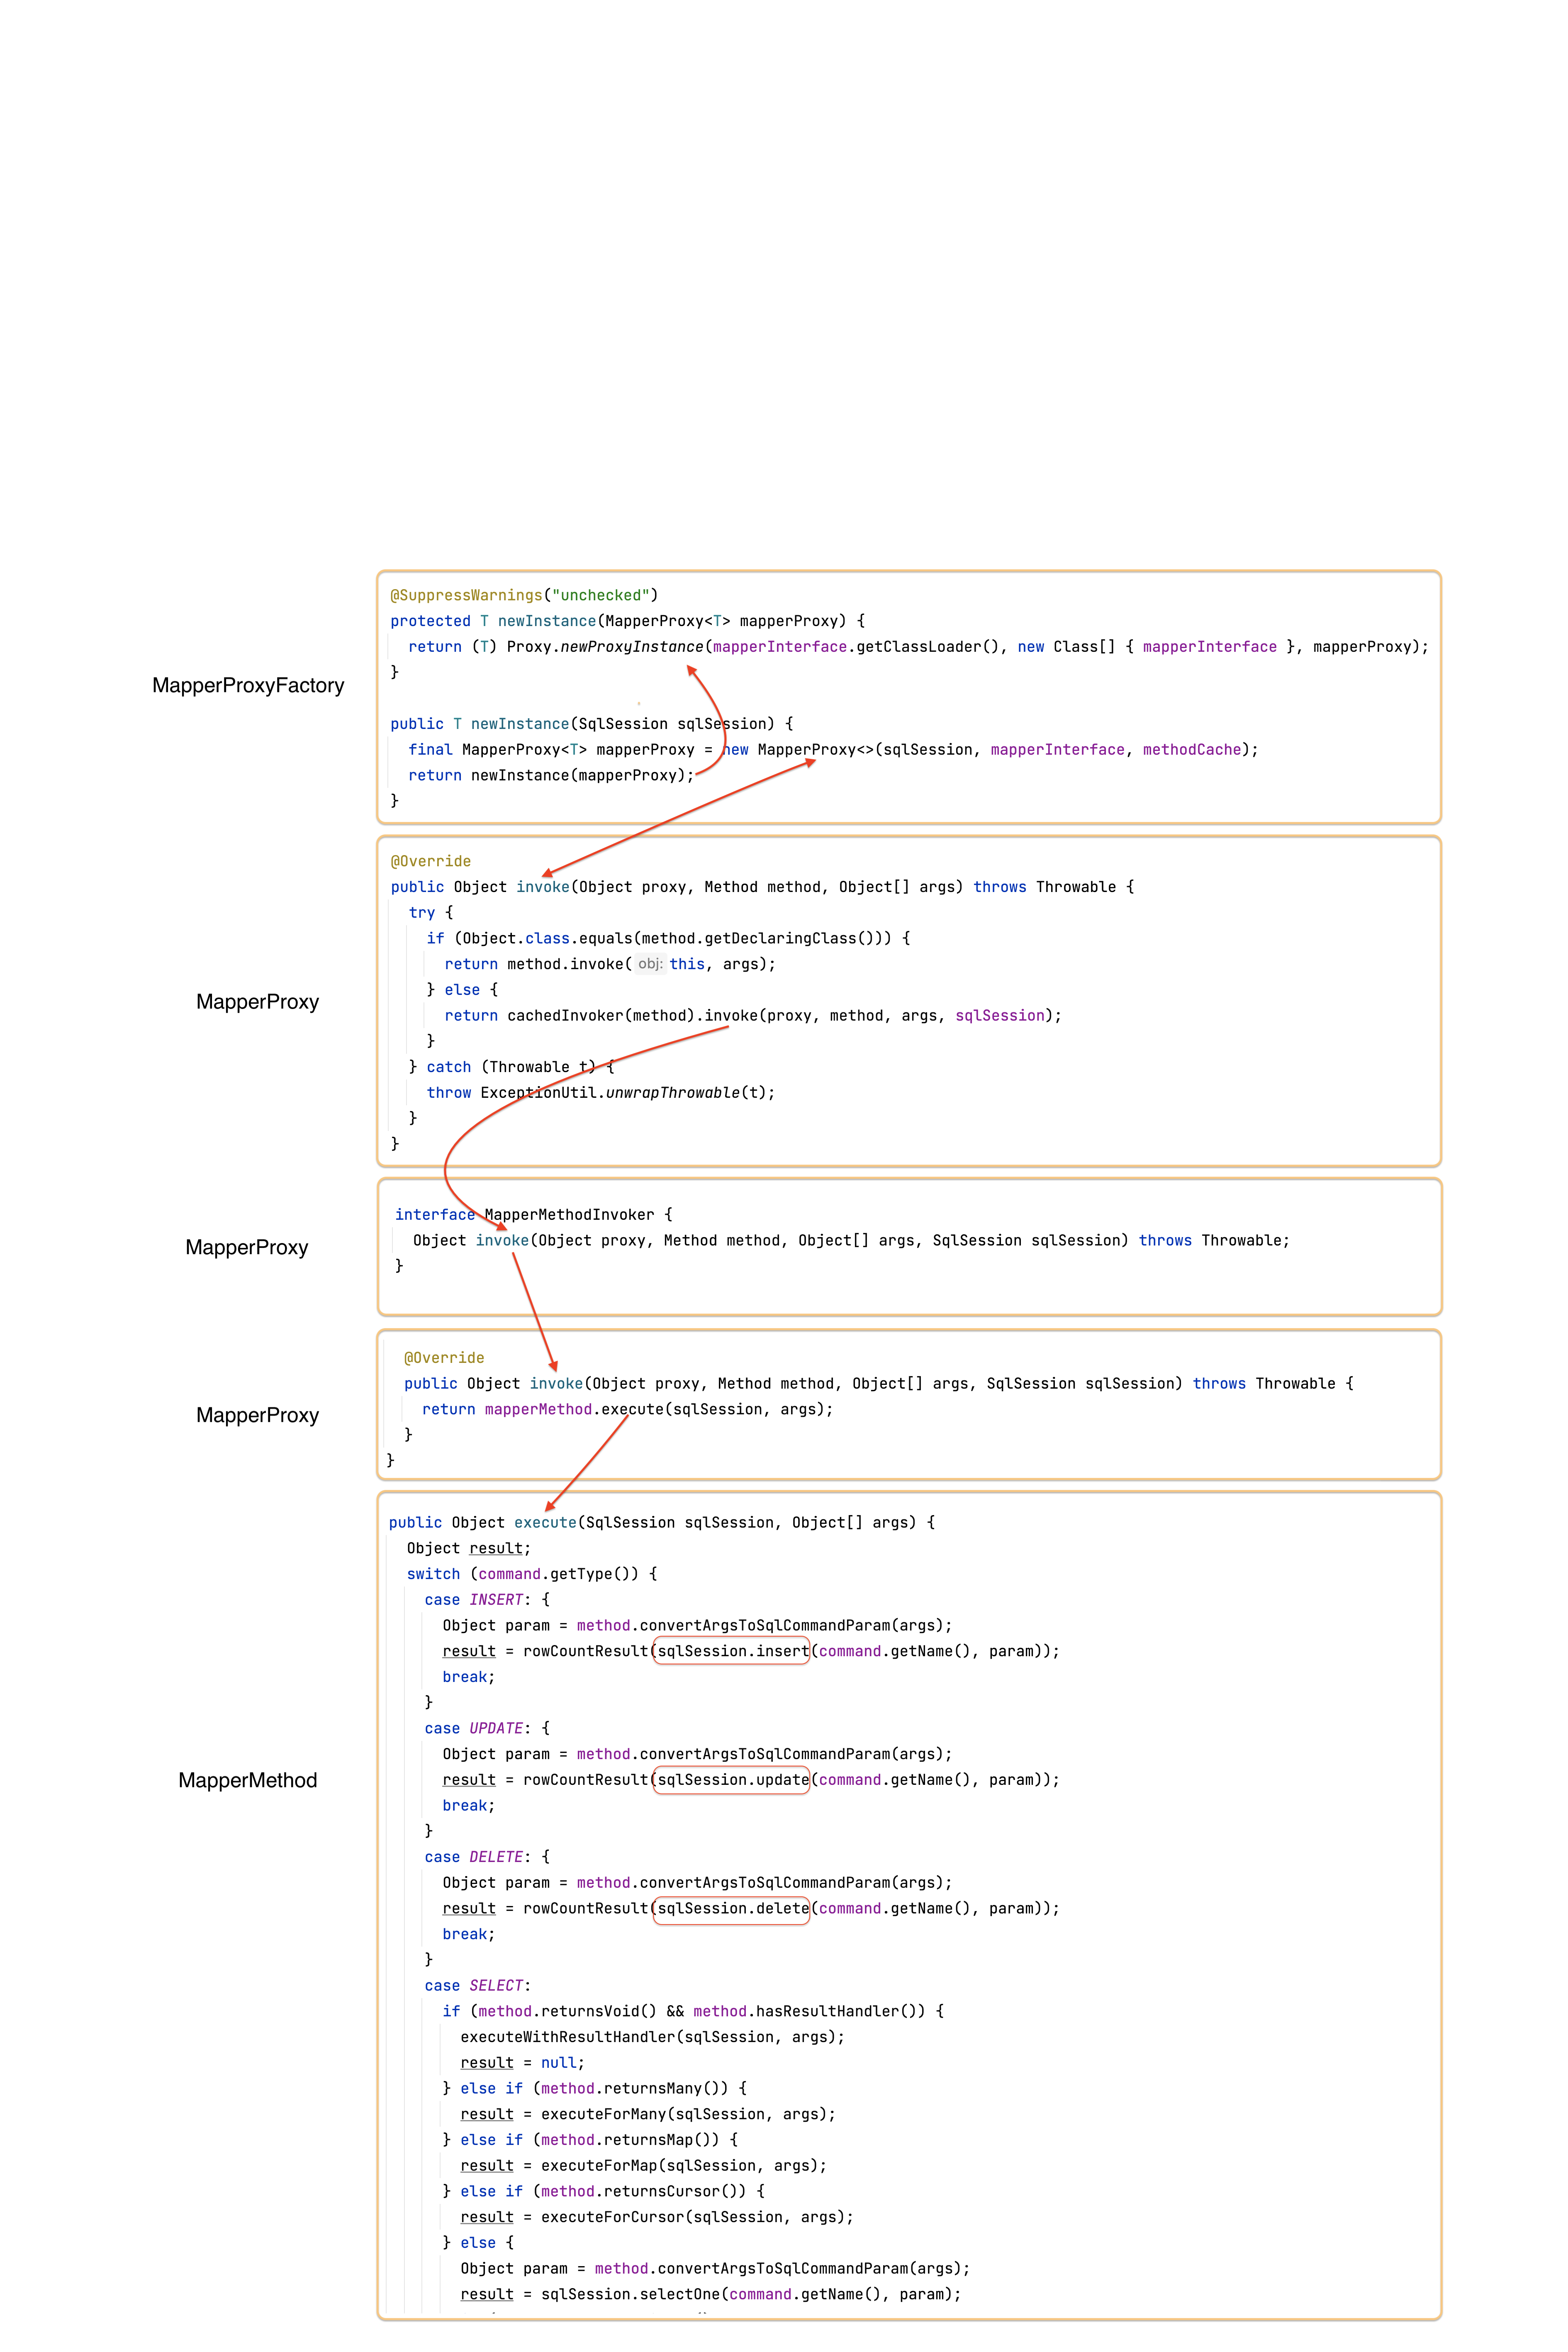 @SuppressWarnings("unchecked")
protected T newInstance(MapperProxy<T> mapperProxy) {
return (T) Proxy.newProxyInstance(mapperInterface.getClassLoader(), new Class[] { mapperInterface }, mapperProxy);
}
MapperProxyFactory
public T newInstance(SqlSession sqlSession) {
final MapperProxy<T> mapperProxy = new MapperProxy<>(sqlSession, mapperInterface, methodCache);
return newInstance(mapperProxy);
}
@Override
public Object invoke(Object proxy, Method method, Object[] args) throws Throwable {
try {
if (Object.class.equals(method.getDeclaringClass())) {
return method.invoke( obj: this, args);
} else {
MapperProxy
return cachedInvoker(method).invoke(proxy, method, args, sqlSession);
}
} catch (Throwable t) {
throw ExceptionUtil.unwrapThrowable(t);
}
}
interface MapperMethodInvoker {
Object invoke(Object proxy, Method method, Object[] args, SqlSession sqlSession) throws Throwable;
MapperProxy
}
@Override
public Object invoke(Object proxy, Method method, Object[] args, SqlSession sqlSession) throws Throwable {
return mapperMethod.execute(sqlSession, args);
MapperProxy
}
}
public Object execute(SqlSession sqlSession, Object[] args) {
Object result;
switch (command.getType()) {
case INSERT: {
Object param = method.convertArgsToSqlCommandParam(args);
result = rowCountResult(sqlSession.insert(command.getName(), param));
break;
}
case UPDATE: {
Object param = method.convertArgsToSqlCommandParam(args);
MapperMethod
result = rowCountResult(sqlSession.update(command.getName(), param));
break;
}
case DELETE: {
Object param = method.convertArgsToSqlCommandParam(args);
result = rowCountResult(sqlSession.delete(command.getName(), param));
break;
}
case SELECT:
if (method.returnsVoid() && method.hasResultHandler()) {
executeWithResultHandler(sqlSession, args);
result = null;
} else if (method.returnsMany()) {
result = executeForMany(sqlSession, args);
} else if (method.returnsMap()) {
result = executeForMap(sqlSession, args);
} else if (method.returnsCursor()) {
result = executeForCursor(sqlSession, args);
} else {
Object param = method.convertArgsToSqlCommandParam(args);
result = sqlSession.selectOne(command.getName(), param);